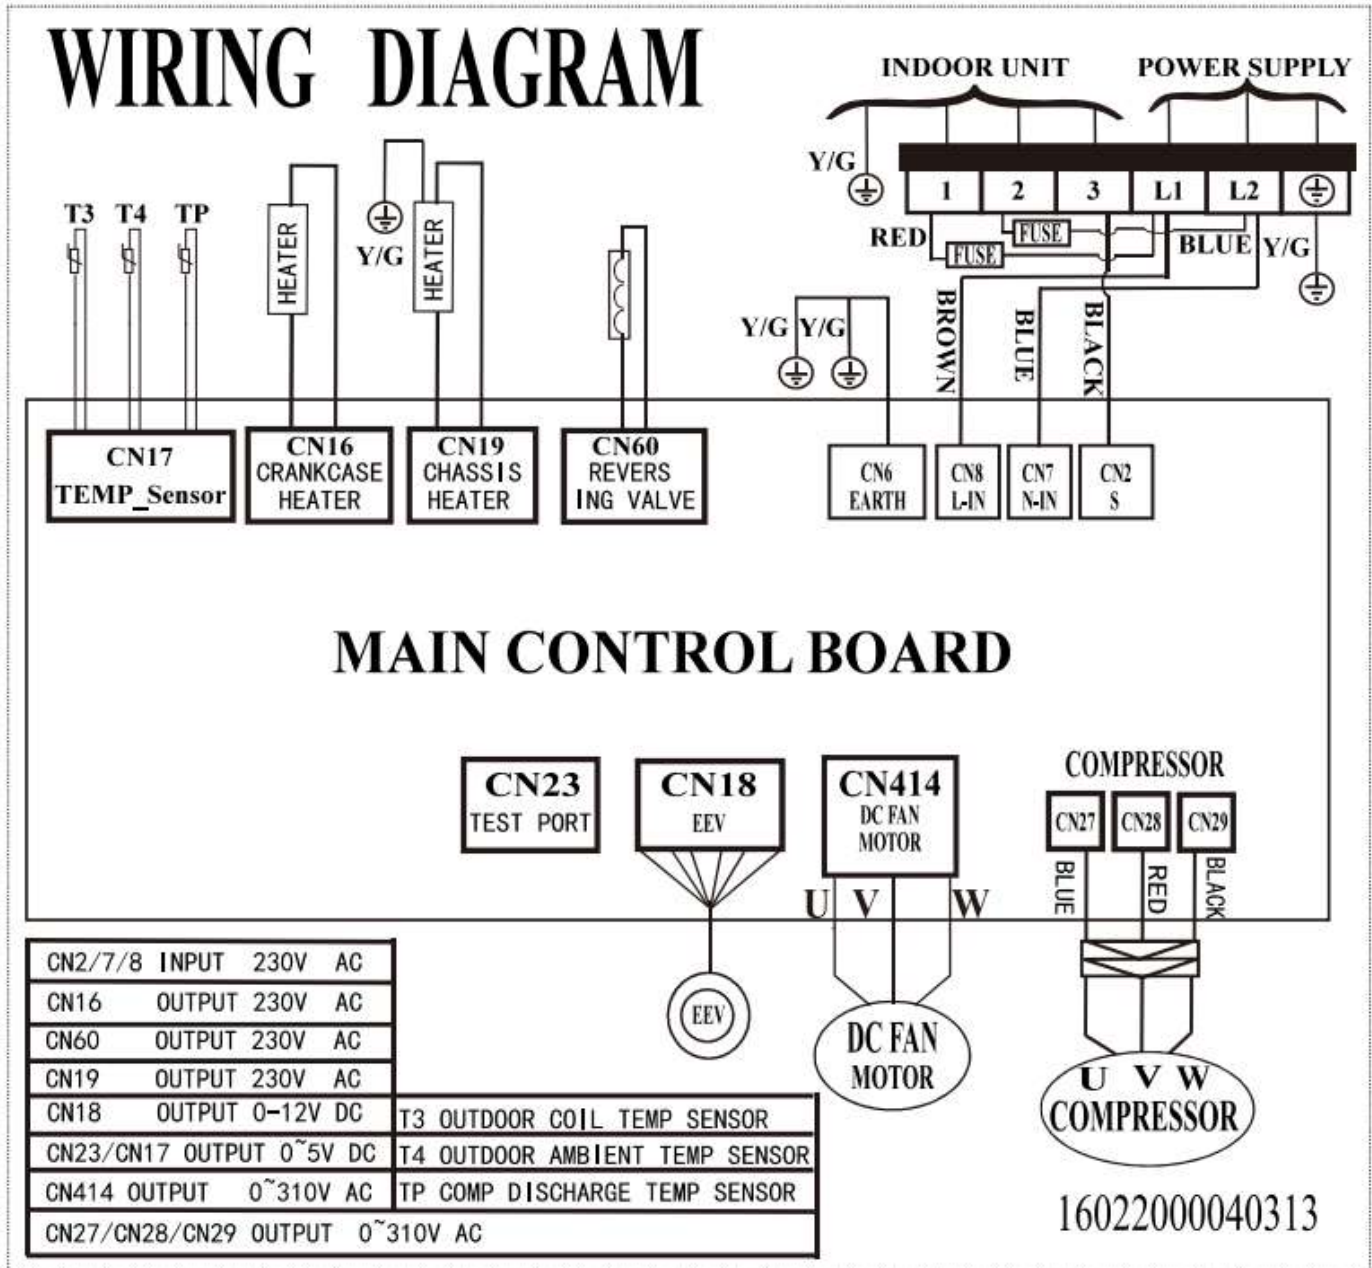 WIRING DIAGRAM
INDOOR UNIT POWER SUPPLY
Y/G
1 2 3 L1 L2
RED FUSE BLUE Y/G
FUSE
T3 T4 TP
HEATER
Y/G
HEATER
Y/G Y/G
BROWN
BLUE
BLACK
CN17
TEMP_Sensor
CN16
CRANKCASE
HEATER
CN19
CHASSIS
HEATER
CN60
REVERS
ING VALVE
CN6
EARTH
CN8
L-IN
CN7
N-IN
CN2
S
MAIN CONTROL BOARD
CN23
TEST PORT
CN18
EEV
CN414
DC FAN
MOTOR
COMPRESSOR
CN27 CN28 CN29
BLUE
RED
BLACK
U V W
EEV
DC FAN
MOTOR
U V W
COMPRESSOR
CN2/7/8 INPUT 230V AC
CN16 OUTPUT 230V AC
CN60 OUTPUT 230V AC
CN19 OUTPUT 230V AC
CN18 OUTPUT 0-12V DC
T3 OUTDOOR COIL TEMP SENSOR
CN23/CN17 OUTPUT 0~5V DC
T4 OUTDOOR AMBIENT TEMP SENSOR
CN414 OUTPUT 0~310V AC
TP COMP DISCHARGE TEMP SENSOR
CN27/CN28/CN29 OUTPUT 0~310V AC
16022000040313